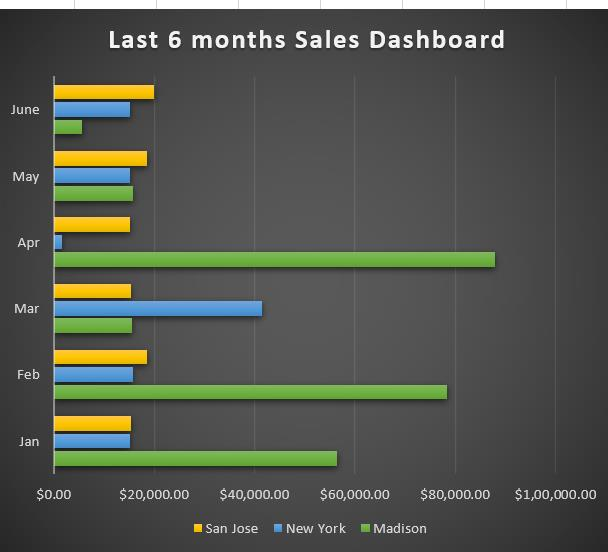 Last 6 months Sales Dashboard
June
May
Apr
Mar
Feb
Jan
$0.00 $20,000.00 $40,000.00 $60,000.00 $80,000.00 $1,00,000.00
San Jose New York Madison